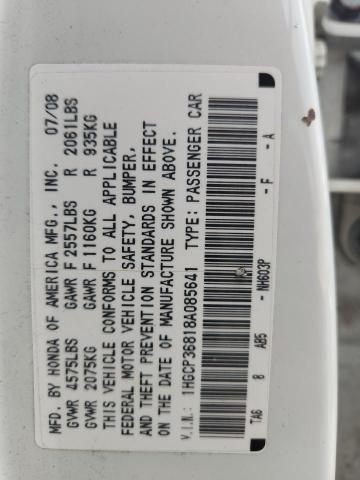 MFD. BY HONDA OF AMERICA MFG., INC. 07/08
GVWR 4575LBS GAWR F 2557LBS R 2061LBS
GVWR 2075KG GAWR F 1160KG R 935KG
THIS VEHICLE CONFORMS TO ALL APPLICABLE
FEDERAL MOTOR VEHICLE SAFETY, BUMPER,
AND THEFT PREVENTION STANDARDS IN EFFECT
ON THE DATE OF MANUFACTURE SHOWN ABOVE.
V.I.N.: 1HGCP36818A085641 TYPE: PASSENGER CAR
TA6 8 AB5 - NH603P - F - A